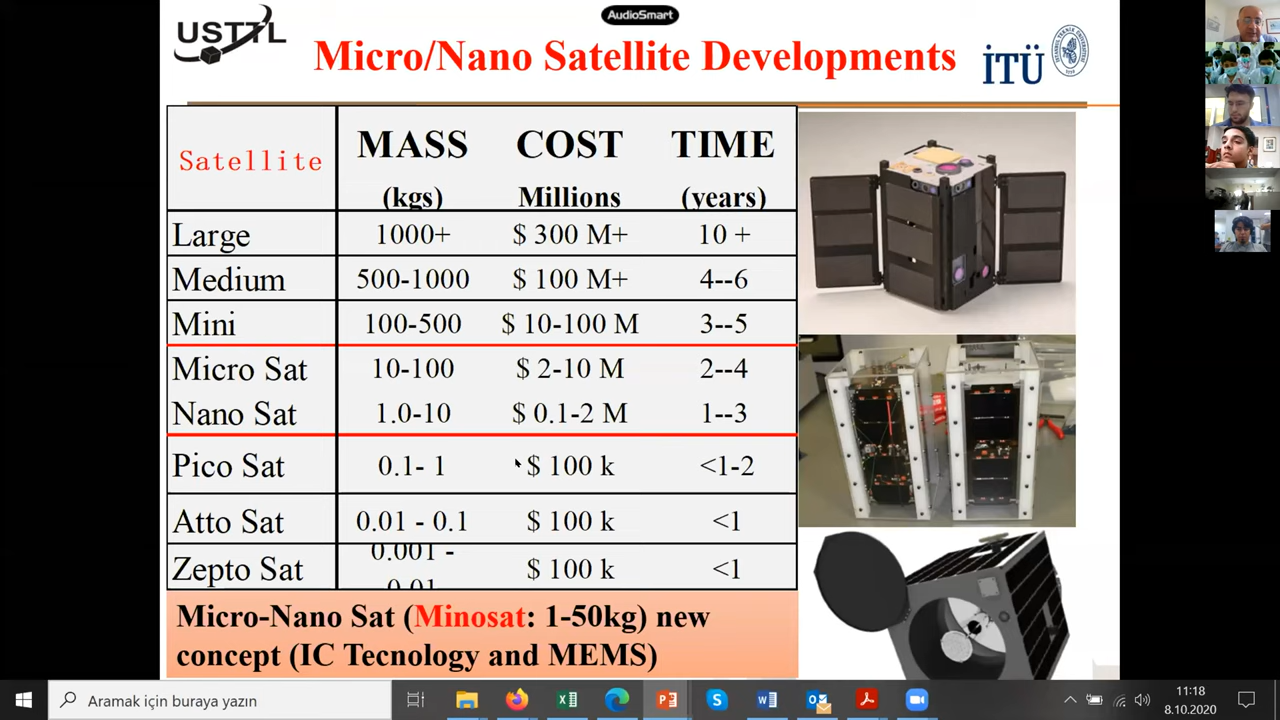 AudioSmart
USTTL
Micro/Nano Satellite Developments
İTÜ
Satellite MASS COST TIME
(kgs) Millions (years)
Large 1000+ $ 300 M+ 10 +
Medium 500-1000 $ 100 M+ 4--6
Mini 100-500 $ 10-100 M 3--5
Micro Sat 10-100 $ 2-10 M 2--4
Nano Sat 1.0-10 $ 0.1-2 M 1--3
Pico Sat 0.1- 1 $ 100 k <1-2
Atto Sat 0.01 - 0.1 $ 100 k <1
Zepto Sat 0.001 - 0.01 $ 100 k <1
Micro-Nano Sat (Minosat: 1-50kg) new
concept (IC Tecnology and MEMS)
Aramak için buraya yazın
11:18
8.10.2020